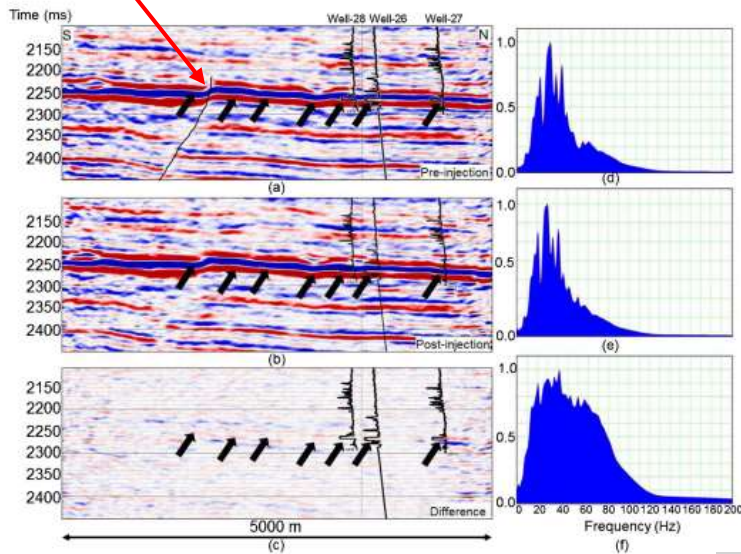 Time (ms)
Well-28 Well-26 Well-27
S N
2150
2200
2250
2300
2350
2400
Pre-injection
(a)
1.0
0.5
0.0
(d)
2150
2200
2250
2300
2350
2400
Post-injection
(b)
1.0
0.5
0.0
(e)
2150
2200
2250
2300
2350
2400
Difference
5000 m
(c)
1.0
0.5
0.0
0 20 40 60 80 100 120 140 160 180 200
Frequency (Hz)
(f)